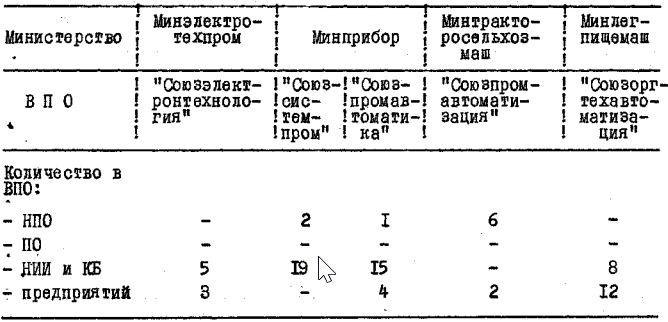 Министерство Минэлектро- Минприбор Минтракто- Минлег-
техпром росельхоз- пищемаш
маш
В П О "Союзэлект- "Союз- "Союз- "Союзпром- "Союзорг-
ронтехноло- сис- промав- автомати- техавто-
гия" тем- томати- зация" матиза-
пром" ка" ция"
Количество в
ВПО:
- НПО - 2 I 6 -
- ПО - - - - -
- НИИ и КБ 5 I9 I5 - 8
- предприятий 3 - 4 2 I2